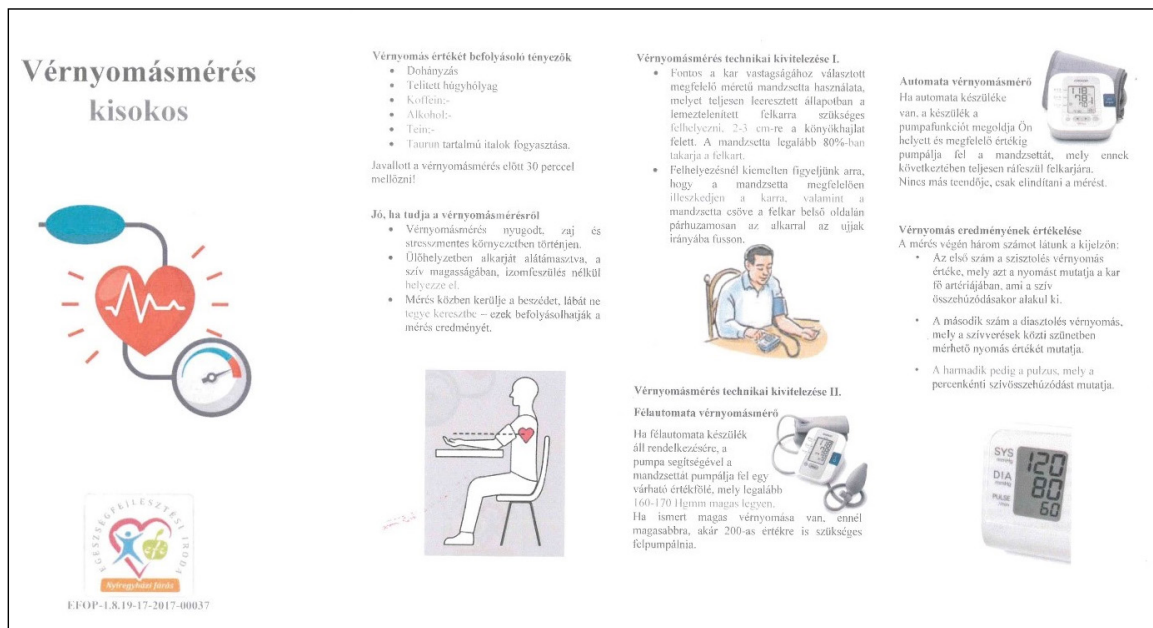 Vérnyomásmérés
kisokos
EGÉSZSÉGFEJLESZTÉSI IRODA
Nyíregyházi járás
EFOP-1.8.19-17-2017-00037
Vérnyomás értékét befolyásoló tényezők
• Dohányzás
• Telített húgyhólyag
• Koffein:-
• Alkohol:-
• Tein:-
• Taurun tartalmú italok fogyasztása.
Javallott a vérnyomásmérés előtt 30 perccel
mellőzni!
Jó, ha tudja a vérnyomásmérésről
• Vérnyomásmérés nyugodt, zaj és
stresszmentes környezetben történjen.
• Ülőhelyzetben alkarját alátámasztva, a
szív magasságában, izomfeszülés nélkül
helyezze el.
• Mérés közben kerülje a beszédet, lábát ne
tegye keresztbe – ezek befolyásolhatják a
mérés eredményét.
Vérnyomásmérés technikai kivitelezése I.
• Fontos a kar vastagságához választott
megfelelő méretű mandzsetta használata,
melyet teljesen leeresztett állapotban a
lemeztelenített felkarra szükséges
felhelyezni, 2-3 cm-re a könyökhajlat
felett. A mandzsetta legalább 80%-ban
takarja a felkart.
• Felhelyezésnél kiemelten figyeljünk arra,
hogy a mandzsetta megfelelően
illeszkedjen a karra, valamint a
mandzsetta csöve a felkar belső oldalán
párhuzamosan az alkarral az ujjak
irányába fusson.
Vérnyomásmérés technikai kivitelezése II.
Félautomata vérnyomásmérő
Ha félautomata készülék
áll rendelkezésére, a
pumpa segítségével a
mandzsettát pumpálja fel egy
várható értékfölé, mely legalább
160-170 Hgmm magas legyen.
Ha ismert magas vérnyomása van, ennél
magasabbra, akár 200-as értékre is szükséges
felpumpálnia.
Automata vérnyomásmérő
Ha automata készüléke
van, a készülék a
pumpafunkciót megoldja Ön
helyett és megfelelő értékig
pumpálja fel a mandzsettát, mely ennek
következtében teljesen ráfeszül felkarjára.
Nincs más teendője, csak elindítani a mérést.
Vérnyomás eredményének értékelése
A mérés végén három számot látunk a kijelzőn:
• Az első szám a szisztolés vérnyomás
értéke, mely azt a nyomást mutatja a kar
fő artériájában, ami a szív
összehúzódásakor alakul ki.
• A második szám a diasztolés vérnyomás,
mely a szívverések közti szünetben
mérhető nyomás értékét mutatja.
• A harmadik pedig a pulzus, mely a
percenkénti szívösszehúzódást mutatja.
SYS
mmHg
120
DIA
mmHg
80
PULSE
60